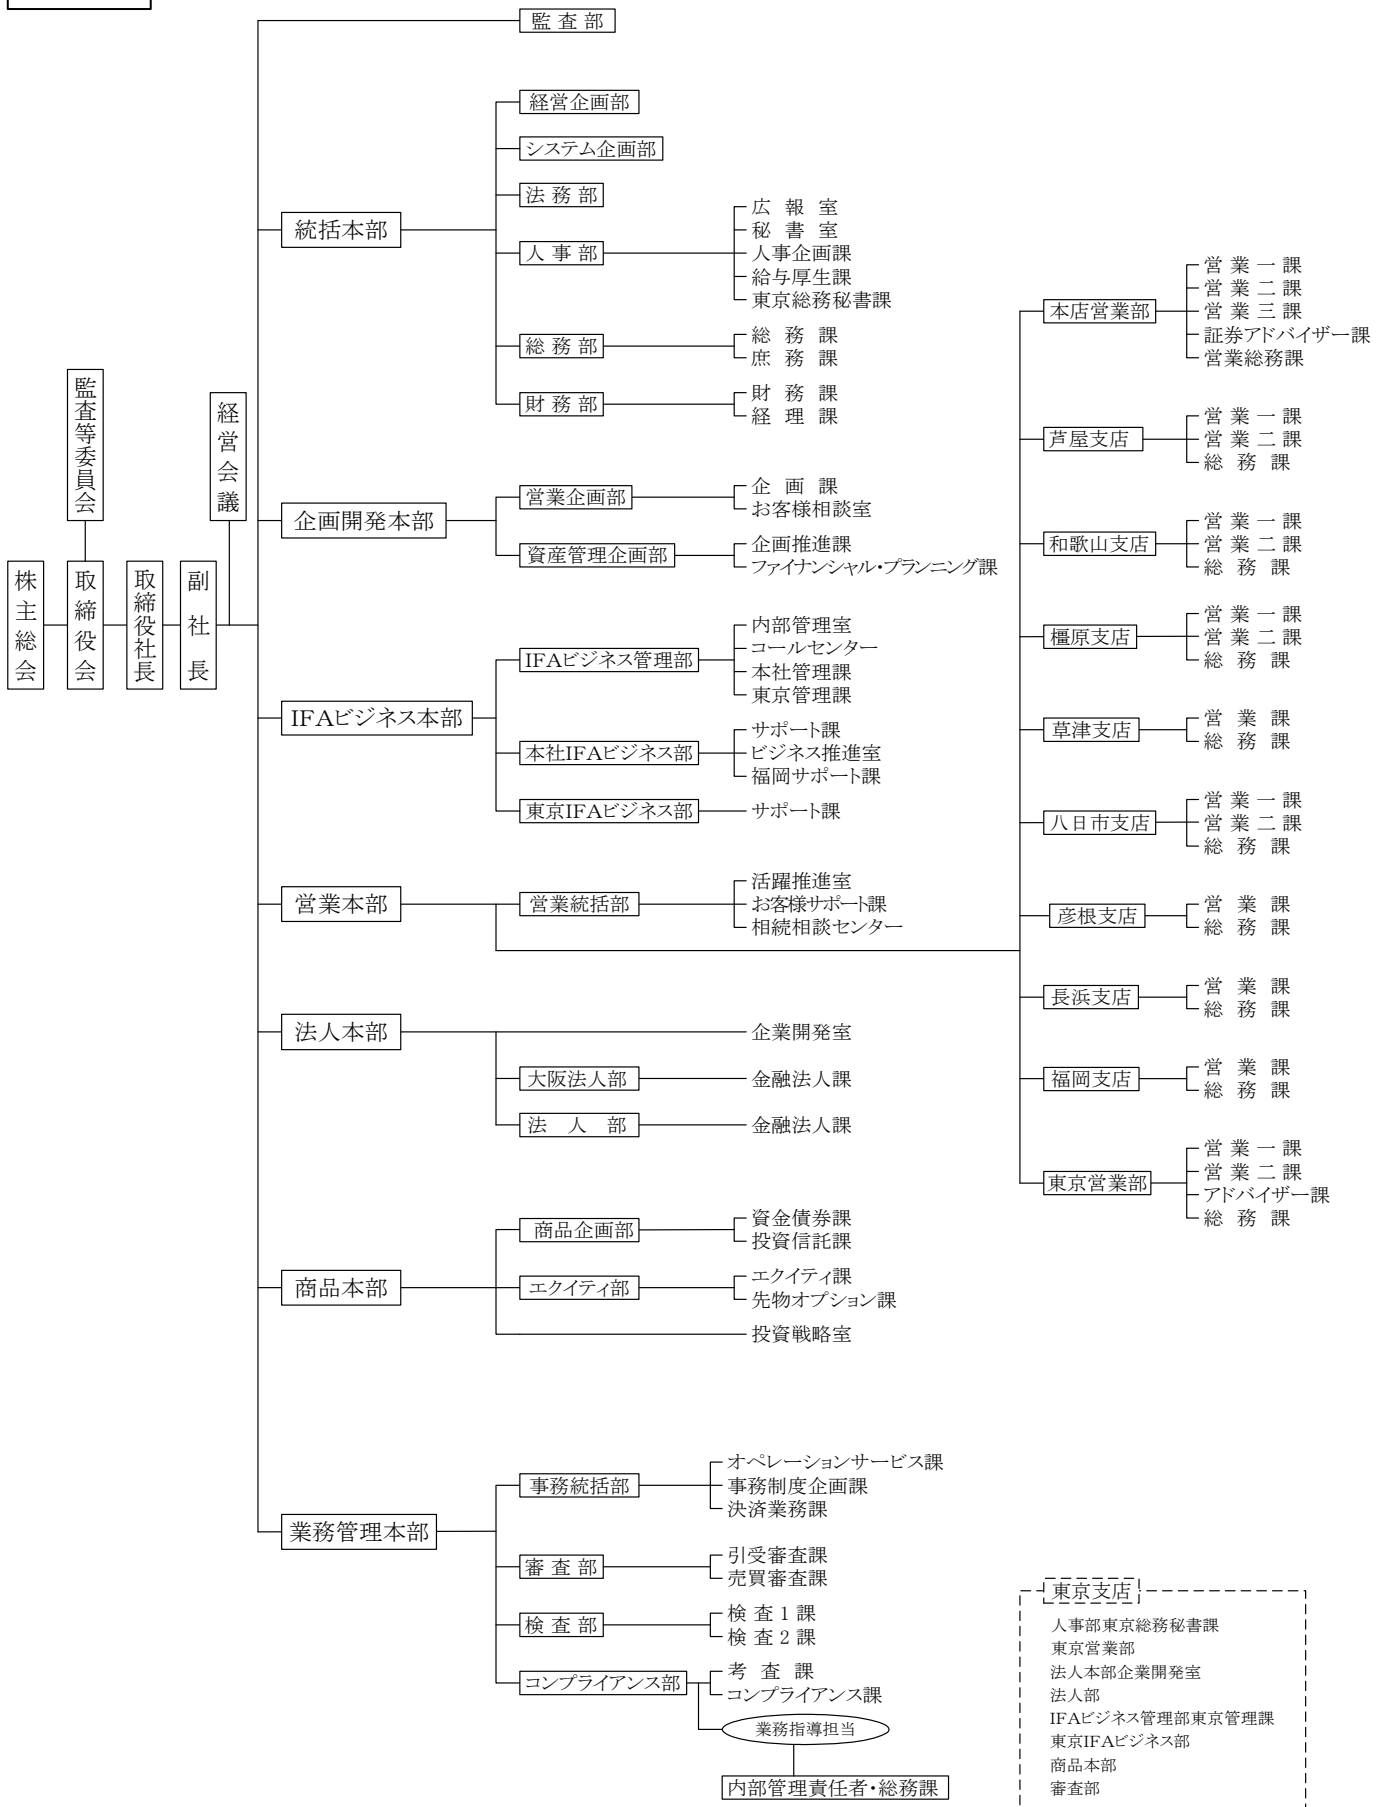 株主総会
監査等委員会
取締役会
取締役社長
副社長
経営会議
監査部
統括本部
経営企画部
システム企画部
法務部
人事部
広報室
秘書室
人事企画課
給与厚生課
東京総務秘書課
総務部
総務課
庶務課
財務部
財務課
経理課
企画開発本部
営業企画部
企画課
お客様相談室
資産管理企画部
企画推進課
ファイナンシャル・プランニング課
IFAビジネス本部
IFAビジネス管理部
内部管理室
コールセンター
本社管理課
東京管理課
本社IFAビジネス部
サポート課
ビジネス推進室
福岡サポート課
東京IFAビジネス部
サポート課
営業本部
営業統括部
活躍推進室
お客様サポート課
相続相談センター
本店営業部
営業一課
営業二課
営業三課
証券アドバイザー課
営業総務課
芦屋支店
営業一課
営業二課
総務課
和歌山支店
営業一課
営業二課
総務課
橿原支店
営業一課
営業二課
総務課
草津支店
営業課
総務課
八日市支店
営業一課
営業二課
総務課
彦根支店
営業課
総務課
長浜支店
営業課
総務課
福岡支店
営業課
総務課
東京営業部
営業一課
営業二課
アドバイザー課
総務課
法人本部
企業開発室
大阪法人部
金融法人課
法人部
金融法人課
商品本部
商品企画部
資金債券課
投資信託課
エクイティ部
エクイティ課
先物オプション課
投資戦略室
業務管理本部
事務統括部
オペレーションサービス課
事務制度企画課
決済業務課
審査部
引受審査課
売買審査課
検査部
検査1課
検査2課
コンプライアンス部
考査課
コンプライアンス課
業務指導担当
内部管理責任者・総務課
東京支店
人事部東京総務秘書課
東京営業部
法人本部企業開発室
法人部
IFAビジネス管理部東京管理課
東京IFAビジネス部
商品本部
審査部